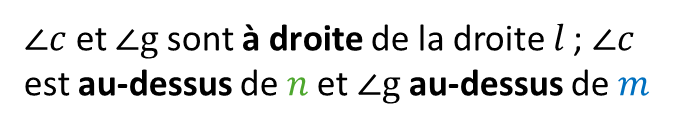 ∠c et ∠g sont à droite de la droite l ; ∠c
est au-dessus de n et ∠g au-dessus de m